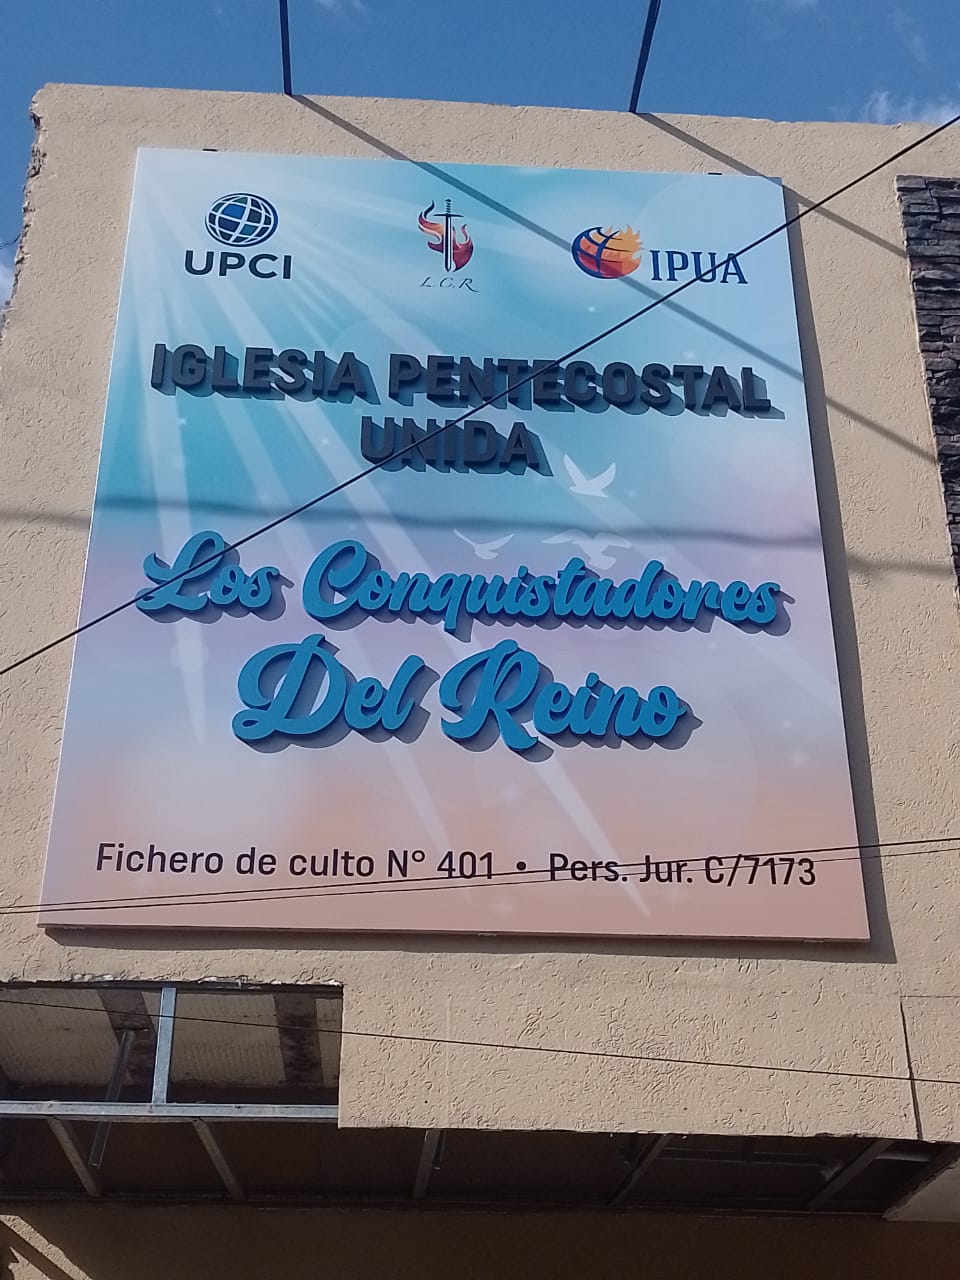 UPCI
L.C.R
IPUA
IGLESIA PENTECOSTAL
UNIDA
Los Conquistadores
Del Reino
Fichero de culto N° 401 • Pers. Jur. C/7173